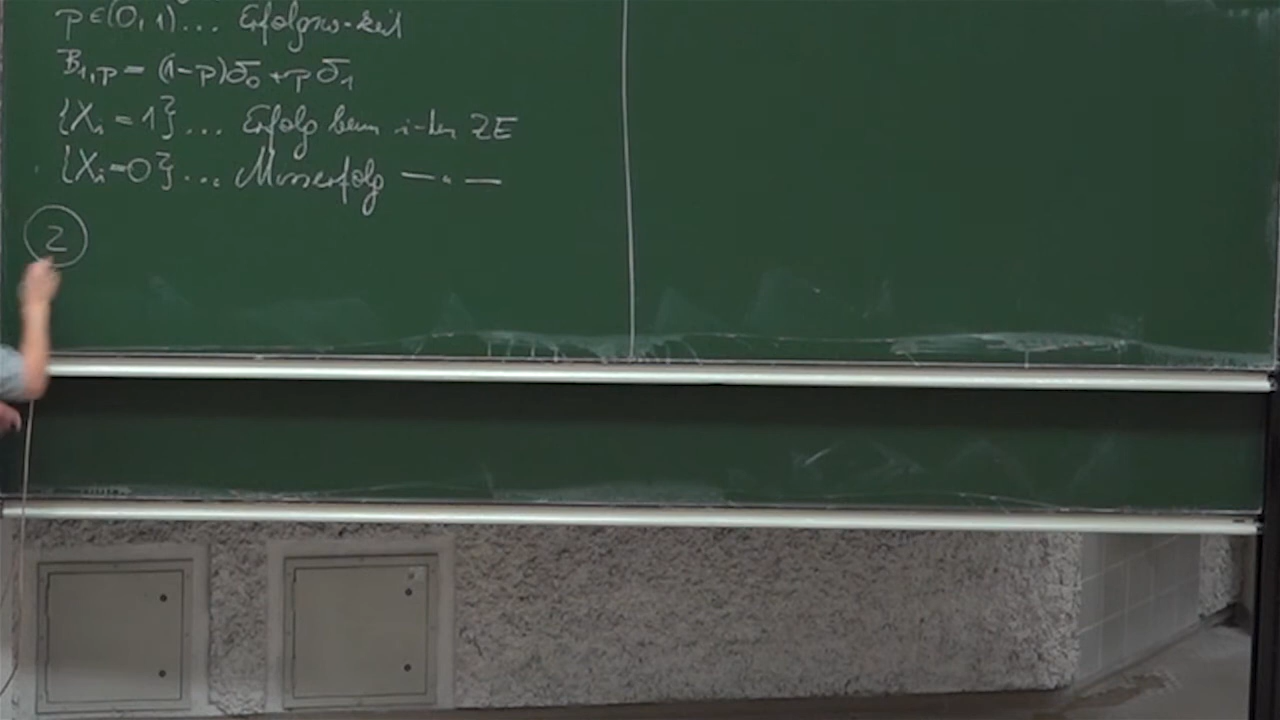 p∈(0,1)... Erfolgsw-keit
B₁,ₚ = (1-p)δ₀ + p δ₁
{Xᵢ = 1}... Erfolg beim i-ten ZE
{Xᵢ=0}... Misserfolg —"—
2